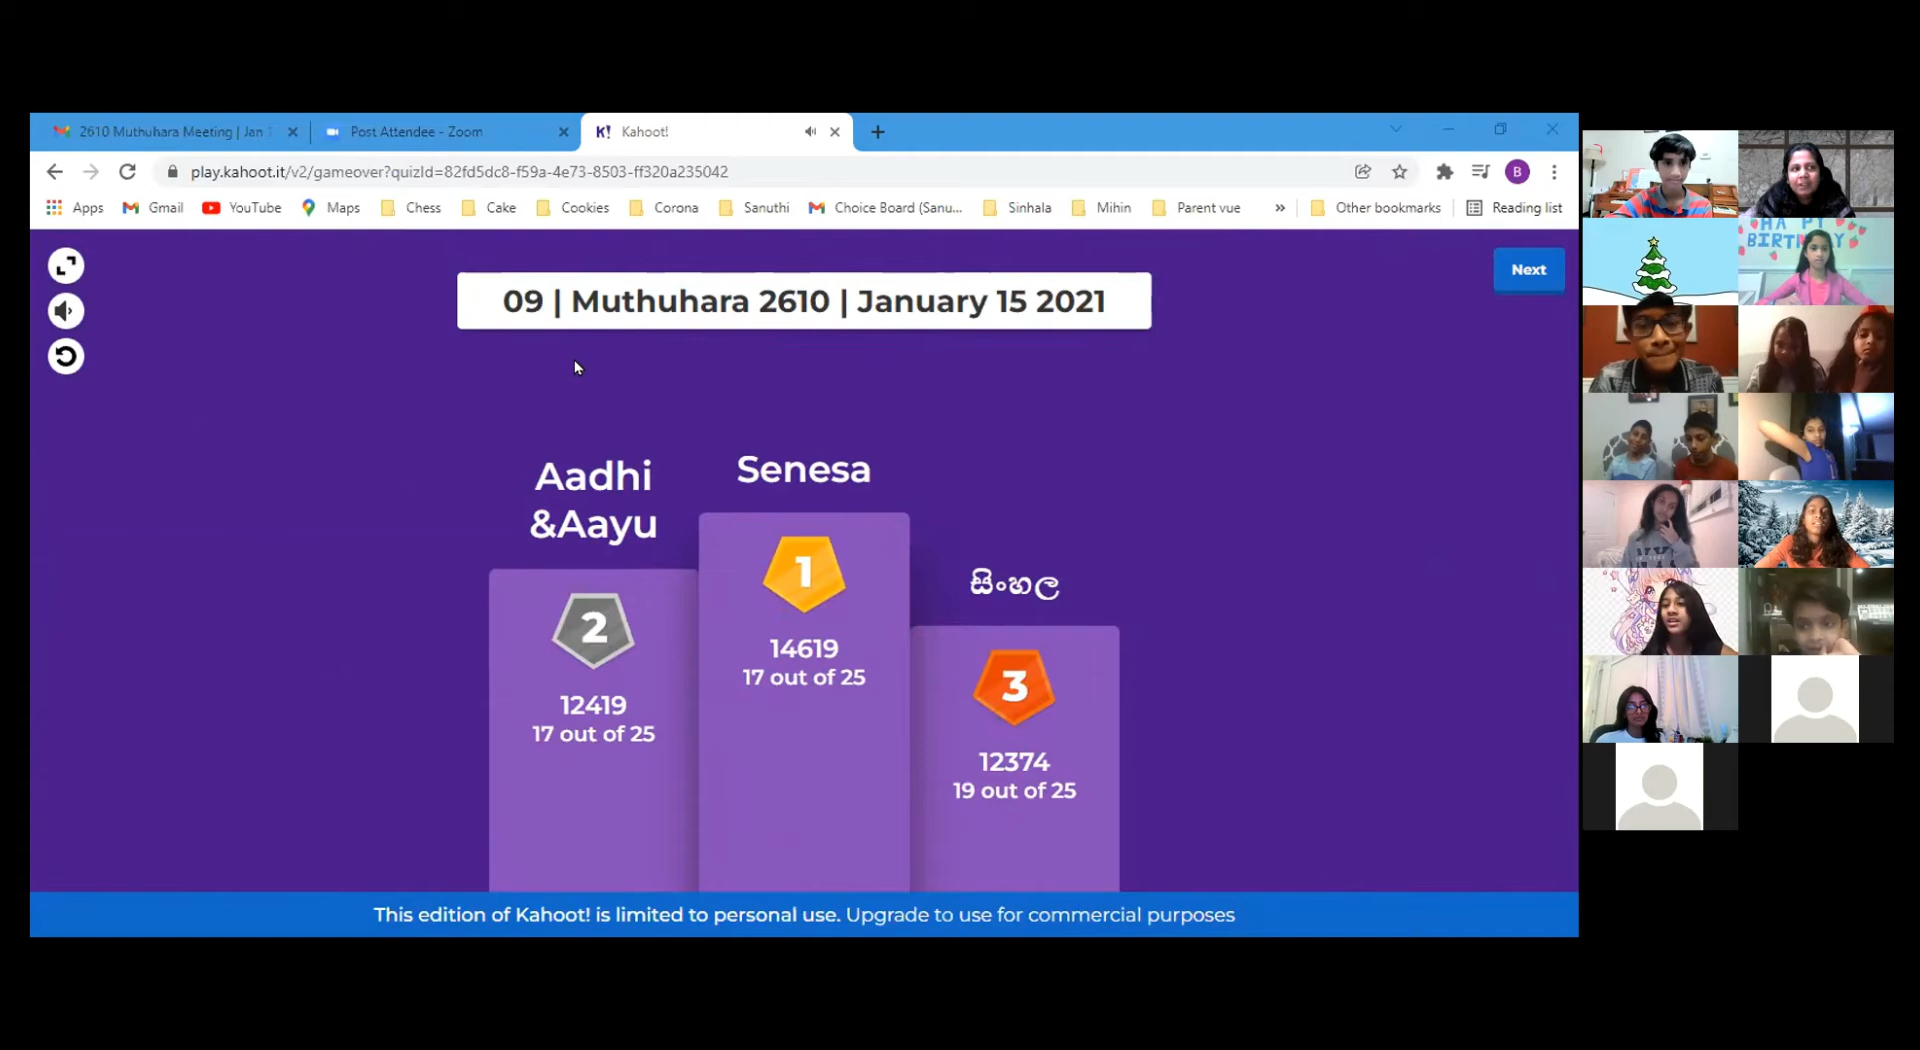 2610 Muthuhara Meeting | Jan
Post Attendee - Zoom
K! Kahoot!
play.kahoot.it/v2/gameover?quizId=82fd5dc8-f59a-4e73-8503-ff320a235042
B
Apps Gmail YouTube Maps Chess Cake Cookies Corona Sanuthi Choice Board (Sanu... Sinhala Mihin Parent vue » Other bookmarks Reading list
Next
09 | Muthuhara 2610 | January 15 2021
Aadhi
&Aayu
2
12419
17 out of 25
Senesa
1
14619
17 out of 25
සිංහල
3
12374
19 out of 25
This edition of Kahoot! is limited to personal use. Upgrade to use for commercial purposes